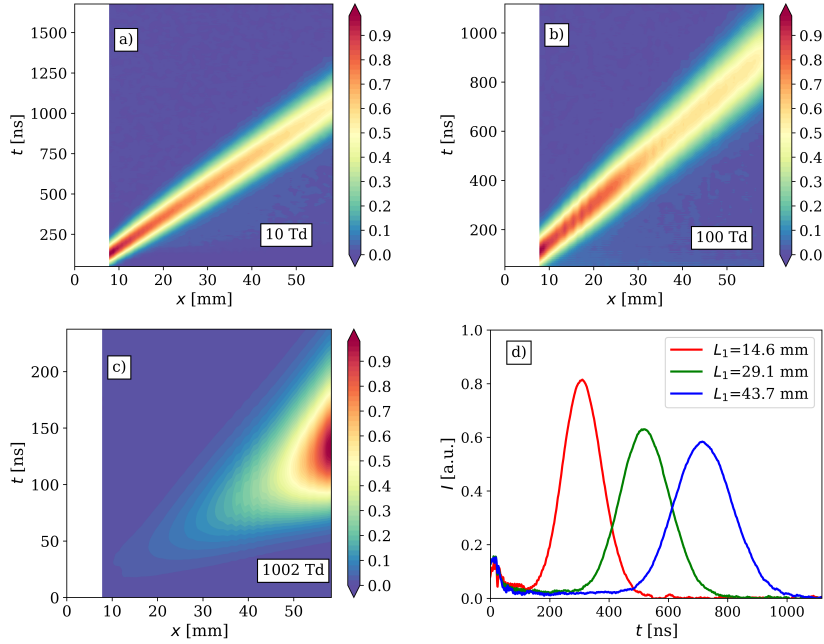 a)
10 Td
1500
1250
1000
750
500
250
0 10 20 30 40 50
t [ns]
x [mm]
0.9
0.8
0.7
0.6
0.5
0.4
0.3
0.2
0.1
0.0
b)
100 Td
1000
800
600
400
200
0 10 20 30 40 50
t [ns]
x [mm]
0.9
0.8
0.7
0.6
0.5
0.4
0.3
0.2
0.1
0.0
c)
1002 Td
200
150
100
50
0
0 10 20 30 40 50
t [ns]
x [mm]
0.9
0.8
0.7
0.6
0.5
0.4
0.3
0.2
0.1
0.0
d)
L₁=14.6 mm
L₁=29.1 mm
L₁=43.7 mm
1.0
0.8
0.6
0.4
0.2
0.0
0 200 400 600 800 1000
I [a.u.]
t [ns]